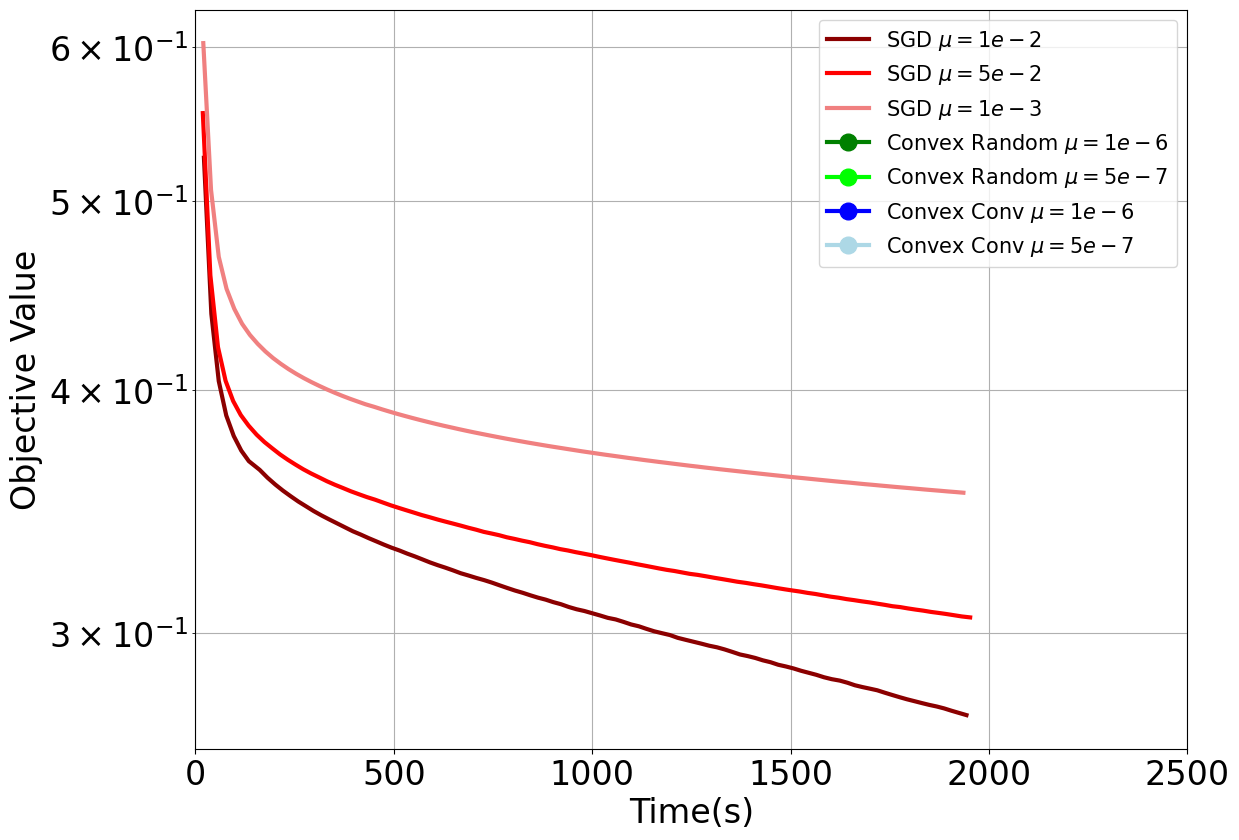 6 × 10⁻¹
5 × 10⁻¹
4 × 10⁻¹
3 × 10⁻¹
Objective Value
0 500 1000 1500 2000 2500
Time(s)
SGD μ = 1e − 2
SGD μ = 5e − 2
SGD μ = 1e − 3
Convex Random μ = 1e − 6
Convex Random μ = 5e − 7
Convex Conv μ = 1e − 6
Convex Conv μ = 5e − 7